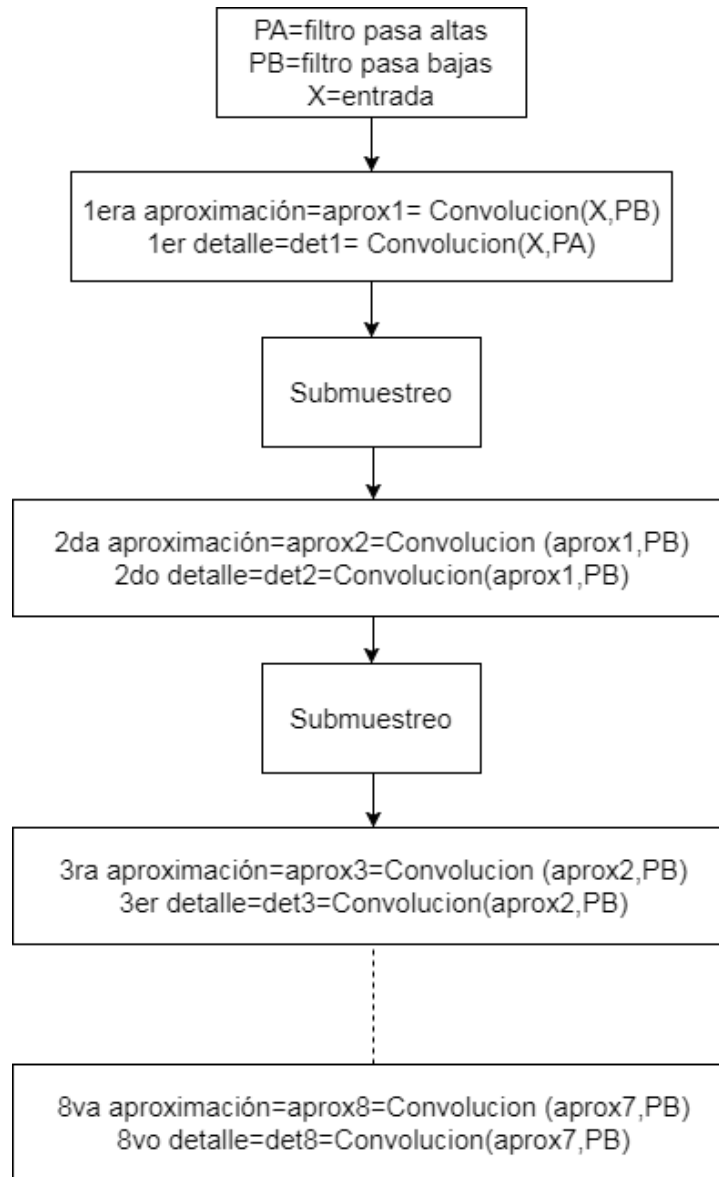 PA=filtro pasa altas
PB=filtro pasa bajas
X=entrada
1era aproximación=aprox1= Convolucion(X,PB)
1er detalle=det1= Convolucion(X,PA)
Submuestreo
2da aproximación=aprox2=Convolucion (aprox1,PB)
2do detalle=det2=Convolucion(aprox1,PB)
Submuestreo
3ra aproximación=aprox3=Convolucion (aprox2,PB)
3er detalle=det3=Convolucion(aprox2,PB)
8va aproximación=aprox8=Convolucion (aprox7,PB)
8vo detalle=det8=Convolucion(aprox7,PB)